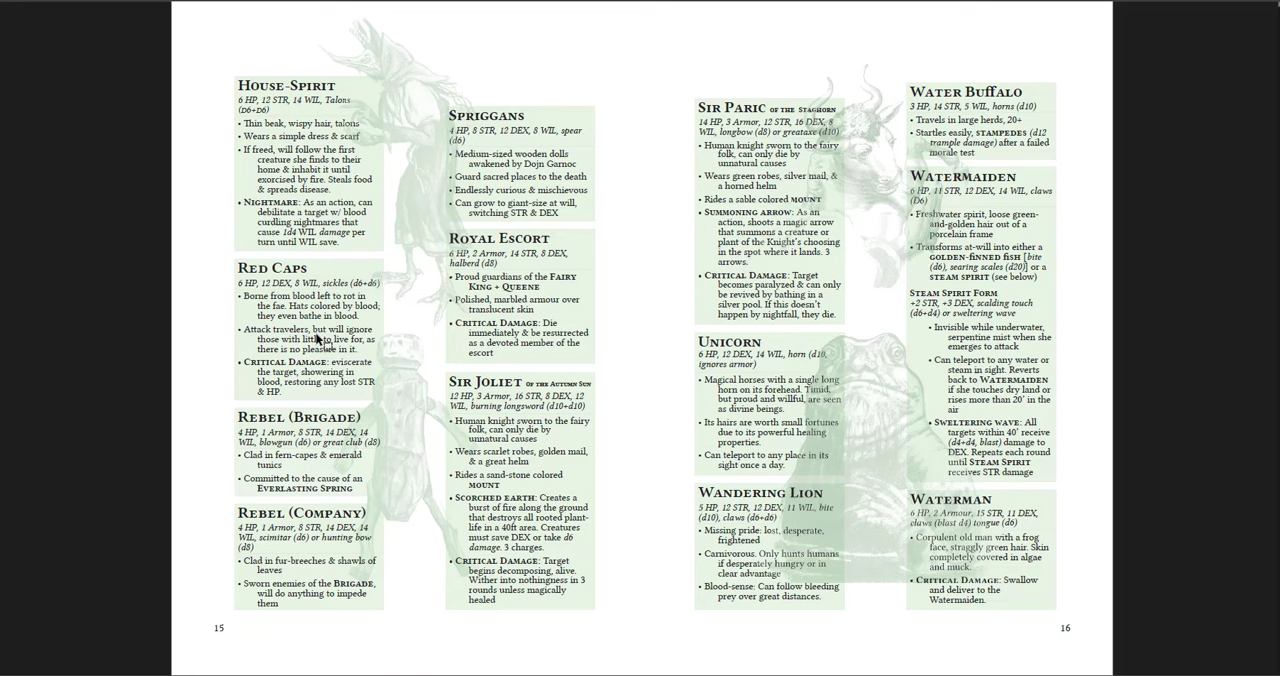 HOUSE-SPIRIT
6 HP, 12 STR, 14 WIL, Talons
(D6+D6)
• Thin beak, wispy hair, talons
• Wears a simple dress & scarf
• If freed, will follow the first
creature she finds to their
home & inhabit it until
exorcised by fire. Steals food
& spreads disease.
• NIGHTMARE: As an action, can
debilitate a target w/ blood
curdling nightmares that
cause 1d4 WIL damage per
turn until WIL save.
RED CAPS
6 HP, 12 DEX, 8 WIL, sickles (d6+d6)
• Borne from blood left to rot in
the fae. Hats colored by blood;
they even bathe in blood.
• Attack travelers, but will ignore
those with little to live for, as
there is no pleasure in it.
• CRITICAL DAMAGE: eviscerate
the target, showering in
blood, restoring any lost STR
& HP.
REBEL (BRIGADE)
4 HP, 1 Armor, 8 STR, 14 DEX, 14
WIL, blowgun (d6) or great club (d8)
• Clad in fern-capes & emerald
tunics
• Committed to the cause of an
EVERLASTING SPRING
REBEL (COMPANY)
4 HP, 1 Armor, 8 STR, 14 DEX, 14
WIL, scimitar (d6) or hunting bow
(d8)
• Clad in fur-breeches & shawls of
leaves
• Sworn enemies of the BRIGADE,
will do anything to impede
them
SPRIGGANS
4 HP, 8 STR, 12 DEX, 8 WIL, spear
(d6)
• Medium-sized wooden dolls
awakened by Dojn Garnoc
• Guard sacred places to the death
• Endlessly curious & mischievous
• Can grow to giant-size at will,
switching STR & DEX
ROYAL ESCORT
6 HP, 2 Armor, 14 STR, 8 DEX,
halberd (d8)
• Proud guardians of the FAIRY
KING + QUEENE
• Polished, marbled armour over
translucent skin
• CRITICAL DAMAGE: Die
immediately & be resurrected
as a devoted member of the
escort
SIR JOLIET OF THE AUTUMN SUN
12 HP, 3 Armor, 16 STR, 8 DEX, 12
WIL, burning longsword (d10+d10)
• Human knight sworn to the fairy
folk, can only die by
unnatural causes
• Wears scarlet robes, golden mail,
& a great helm
• Rides a sand-stone colored
MOUNT
• SCORCHED EARTH: Creates a
burst of fire along the ground
that destroys all rooted plant-
life in a 40ft area. Creatures
must save DEX or take d6
damage. 3 charges.
• CRITICAL DAMAGE: Target
begins decomposing, alive.
Wither into nothingness in 3
rounds unless magically
healed
15
SIR PARIC OF THE STAGHORN
14 HP, 3 Armor, 12 STR, 16 DEX, 8
WIL, longbow (d8) or greataxe (d10)
• Human knight sworn to the fairy
folk, can only die by
unnatural causes
• Wears green robes, silver mail, &
a horned helm
• Rides a sable colored MOUNT
• SUMMONING ARROW: As an
action, shoots a magic arrow
that summons a creature or
plant of the Knight's choosing
in the spot where it lands. 3
arrows.
• CRITICAL DAMAGE: Target
becomes paralyzed & can only
be revived by bathing in a
silver pool. If this doesn't
happen by nightfall, they die.
UNICORN
6 HP, 12 DEX, 14 WIL, horn (d10,
ignores armor)
• Magical horses with a single long
horn on its forehead. Timid,
but proud and willful, are seen
as divine beings.
• Its hairs are worth small fortunes
due to its powerful healing
properties.
• Can teleport to any place in its
sight once a day.
WANDERING LION
5 HP, 12 STR, 12 DEX, 11 WIL, bite
(d10), claws (d6+d6)
• Missing pride: lost, desperate,
frightened
• Carnivorous. Only hunts humans
if desperately hungry or in
clear advantage
• Blood-sense: Can follow bleeding
prey over great distances.
WATER BUFFALO
3 HP, 14 STR, 5 WIL, horns (d10)
• Travels in large herds, 20+
• Startles easily, STAMPEDES (d12
trample damage) after a failed
morale test
WATERMAIDEN
6 HP, 11 STR, 12 DEX, 14 WIL, claws
(D6)
• Freshwater spirit, loose green-
and-golden hair out of a
porcelain frame
• Transforms at-will into either a
GOLDEN-FINNED FISH [bite
(d6), searing scales (d20)] or a
STEAM SPIRIT (see below)
STEAM SPIRIT FORM
+2 STR, +3 DEX, scalding touch
(d6+d4) or sweltering wave
• Invisible while underwater,
serpentine mist when she
emerges to attack
• Can teleport to any water or
steam in sight. Reverts
back to WATERMAIDEN
if she touches dry land or
rises more than 20' in the
air
• SWELTERING WAVE: All
targets within 40' receive
(d4+d4, blast) damage to
DEX. Repeats each round
until STEAM SPIRIT
receives STR damage
WATERMAN
6 HP, 2 Armour, 15 STR, 11 DEX,
claws (blast d4) tongue (d6)
• Corpulent old man with a frog
face, straggly green hair. Skin
completely covered in algae
and muck.
• CRITICAL DAMAGE: Swallow
and deliver to the
Watermaiden.
16